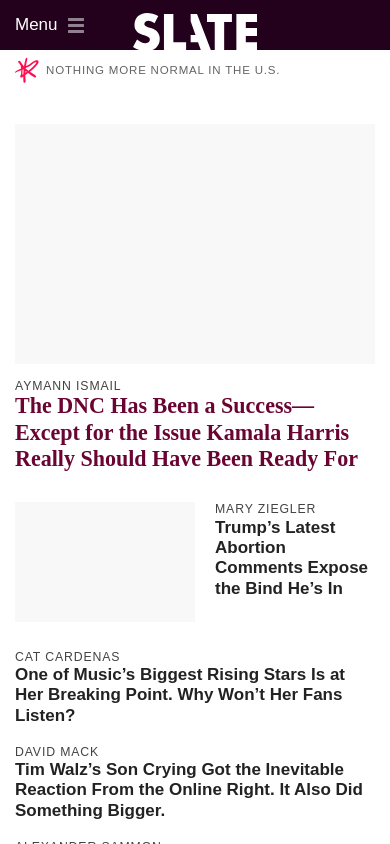 Menu
SLATE
NOTHING MORE NORMAL IN THE U.S.
AYMANN ISMAIL
The DNC Has Been a Success—
Except for the Issue Kamala Harris
Really Should Have Been Ready For
MARY ZIEGLER
Trump’s Latest
Abortion
Comments Expose
the Bind He’s In
CAT CARDENAS
One of Music’s Biggest Rising Stars Is at
Her Breaking Point. Why Won’t Her Fans
Listen?
DAVID MACK
Tim Walz’s Son Crying Got the Inevitable
Reaction From the Online Right. It Also Did
Something Bigger.
ALEXANDER SAMMON